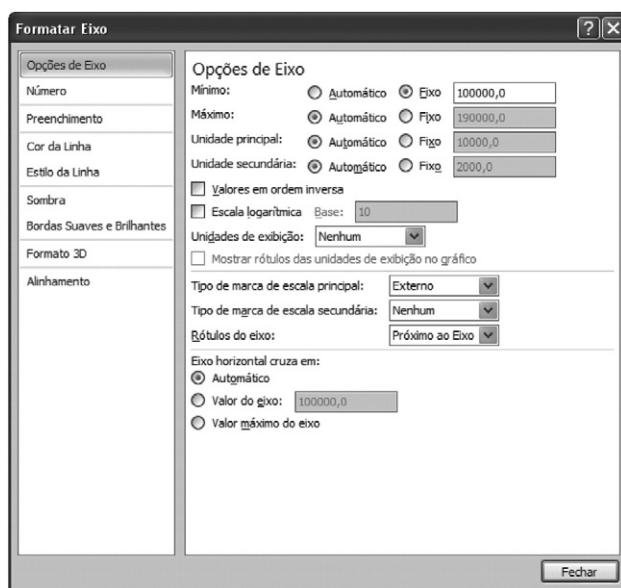 Formatar Eixo
Opções de Eixo
Número
Preenchimento
Cor da Linha
Estilo da Linha
Sombra
Bordas Suaves e Brilhantes
Formato 3D
Alinhamento
Opções de Eixo
Mínimo: Automático Fixo 100000,0
Máximo: Automático Fixo 190000,0
Unidade principal: Automático Fixo 10000,0
Unidade secundária: Automático Fixo 2000,0
Valores em ordem inversa
Escala logarítmica Base: 10
Unidades de exibição: Nenhum
Mostrar rótulos das unidades de exibição no gráfico
Tipo de marca de escala principal: Externo
Tipo de marca de escala secundária: Nenhum
Rótulos do eixo: Próximo ao Eixo
Eixo horizontal cruza em:
Automático
Valor do eixo: 100000,0
Valor máximo do eixo
Fechar